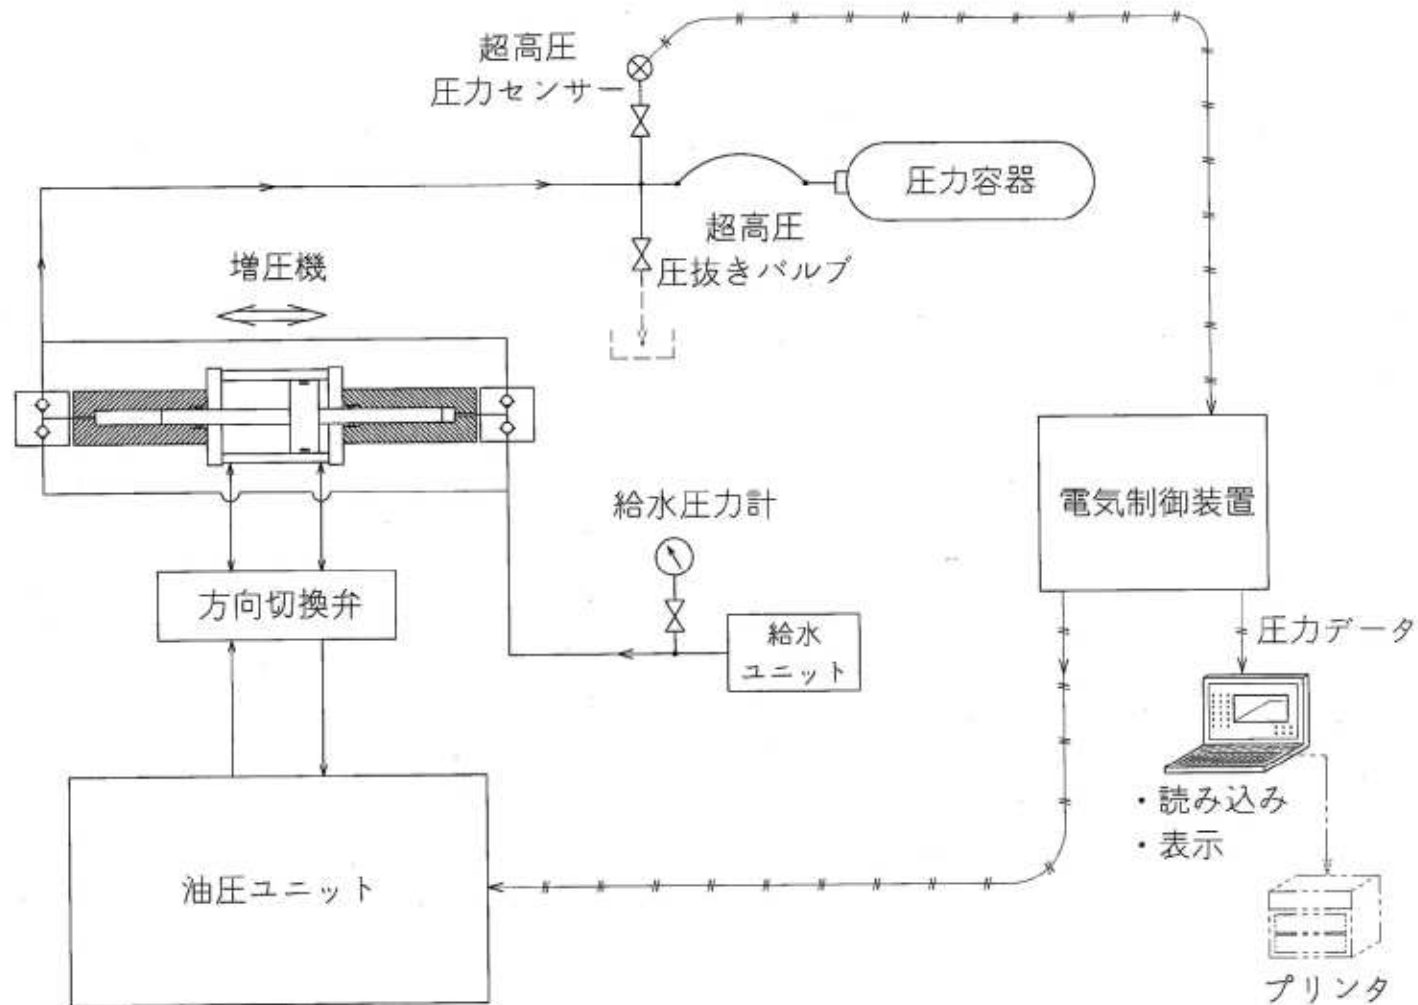 超高圧
圧力センサー
圧力容器
超高圧
圧抜きバルブ
増圧機
電気制御装置
給水圧力計
方向切換弁
給水
ユニット
圧力データ
・読み込み
・表示
油圧ユニット
プリンタ